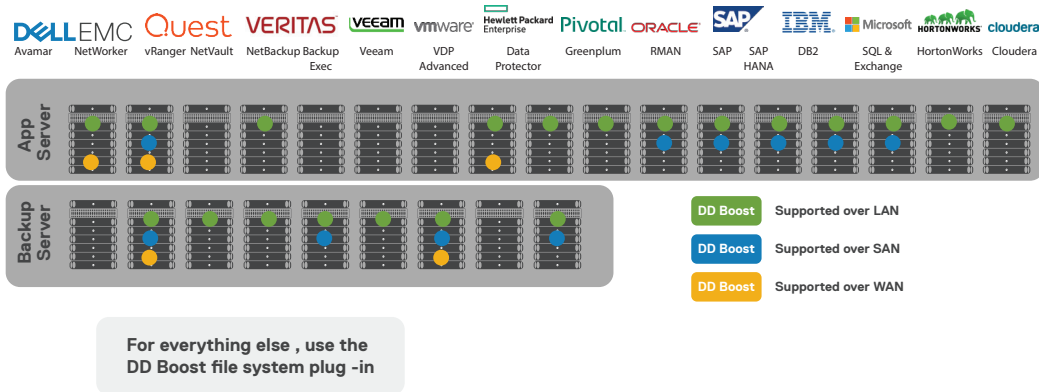 DELLEMC Quest VERITAS veeam vmware Hewlett Packard Enterprise Pivotal ORACLE SAP IBM Microsoft HORTONWORKS cloudera
Avamar NetWorker vRanger NetVault NetBackup Backup Exec Veeam VDP Advanced Data Protector Greenplum RMAN SAP SAP HANA DB2 SQL & Exchange HortonWorks Cloudera
App
Server
Backup
Server
DD Boost Supported over LAN
DD Boost Supported over SAN
DD Boost Supported over WAN
For everything else , use the
DD Boost file system plug -in